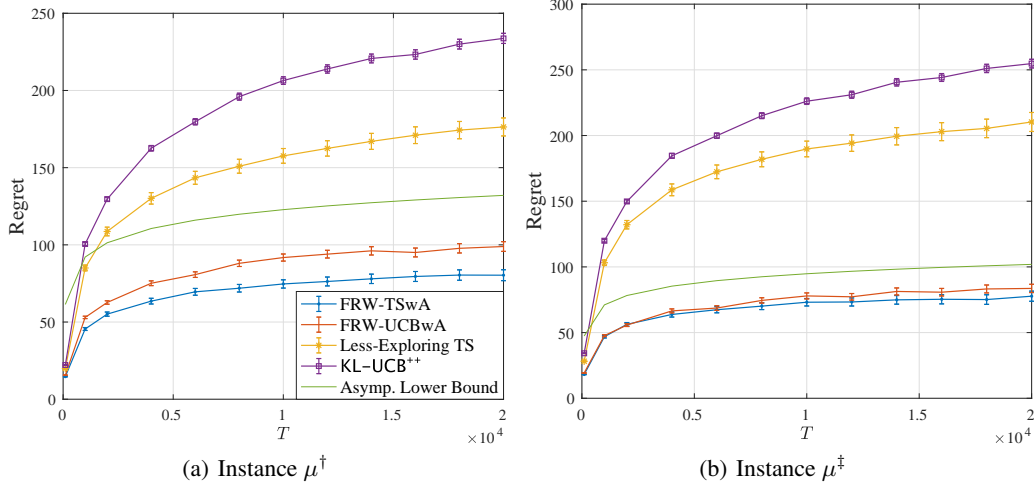 250
200
150
100
50
0
Regret
0
0.5
1
1.5
2
T
×10⁴
FRW-TSwA
FRW-UCBwA
Less-Exploring TS
KL-UCB⁺⁺
Asymp. Lower Bound
(a) Instance μ†
300
250
200
150
100
50
0
Regret
0
0.5
1
1.5
2
T
×10⁴
(b) Instance μ‡